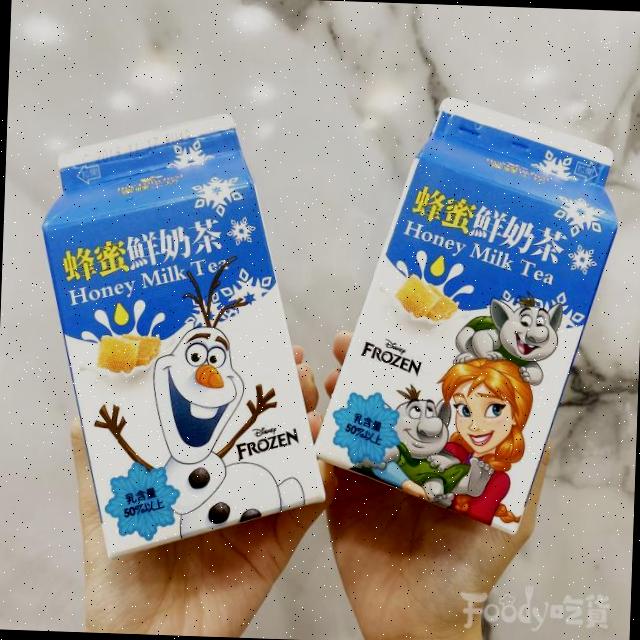 蜂蜜鮮奶茶
Honey Milk Tea
Disney
FROZEN
乳含量
50%以上
蜂蜜鮮奶茶
Honey Milk Tea
Disney
FROZEN
乳含量
50%以上
Foody吃貨